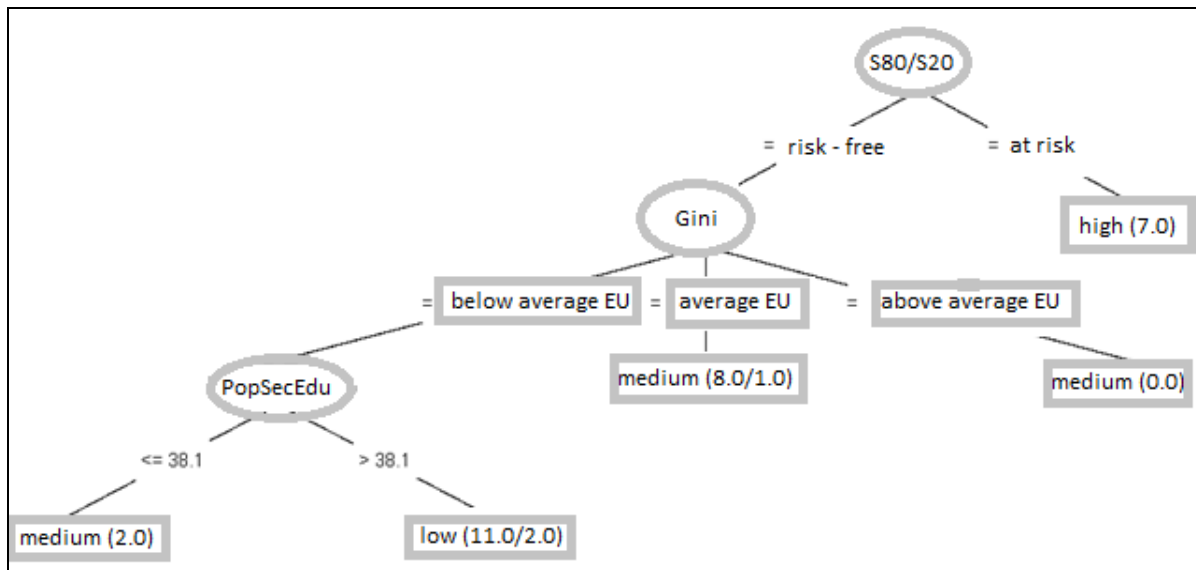 S80/S20
= risk - free
= at risk
Gini
high (7.0)
= below average EU
= average EU
= above average EU
PopSecEdu
medium (8.0/1.0)
medium (0.0)
<= 38.1
> 38.1
medium (2.0)
low (11.0/2.0)